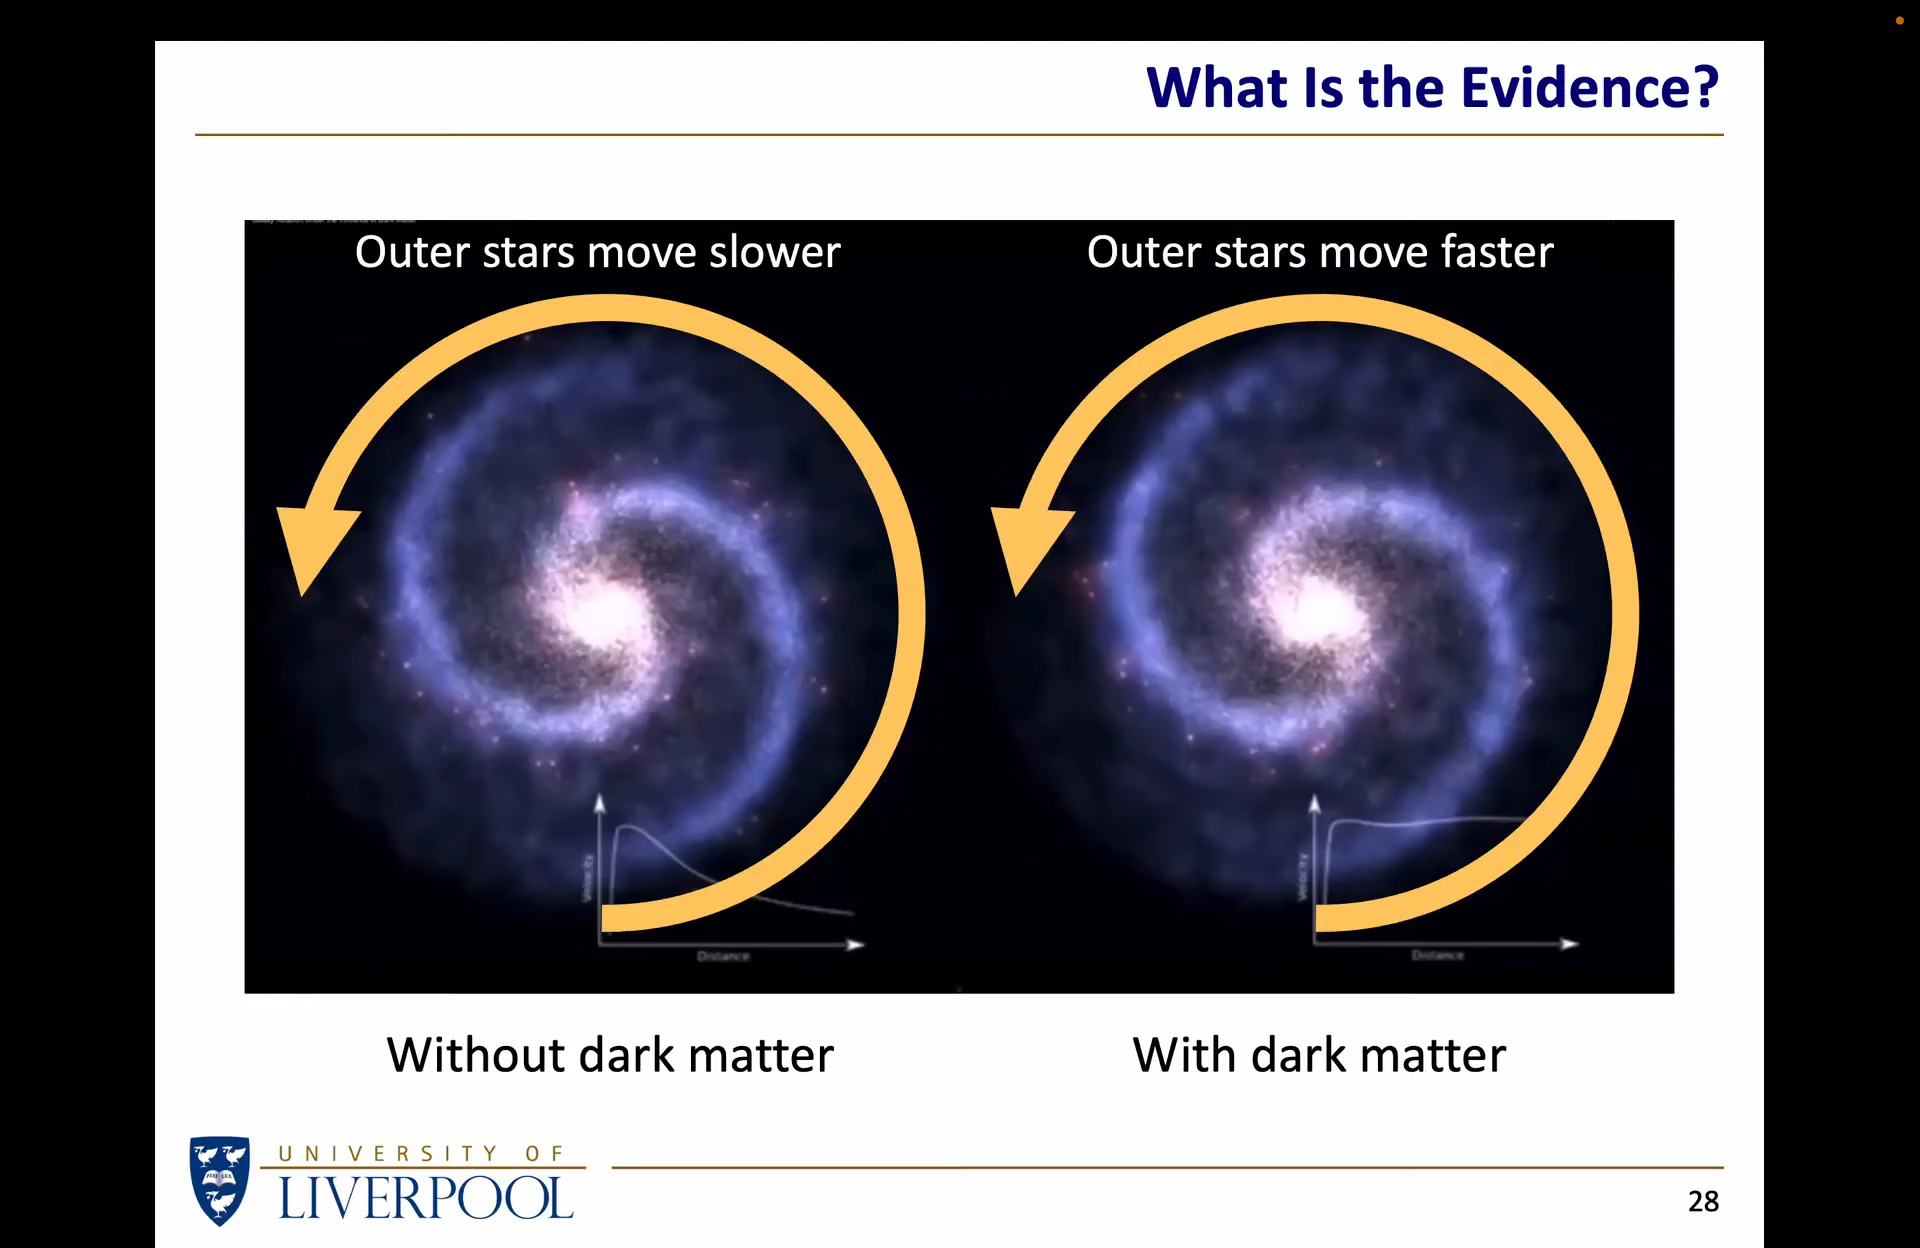 What Is the Evidence?
Outer stars move slower
Outer stars move faster
Velocity
Distance
Velocity
Distance
Without dark matter
With dark matter
UNIVERSITY OF
LIVERPOOL
28